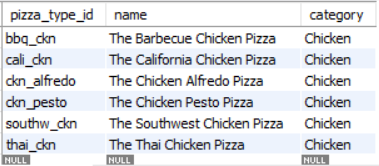 pizza_type_id name category
bbq_ckn The Barbecue Chicken Pizza Chicken
cali_ckn The California Chicken Pizza Chicken
ckn_alfredo The Chicken Alfredo Pizza Chicken
ckn_pesto The Chicken Pesto Pizza Chicken
southw_ckn The Southwest Chicken Pizza Chicken
thai_ckn The Thai Chicken Pizza Chicken
NULL NULL NULL